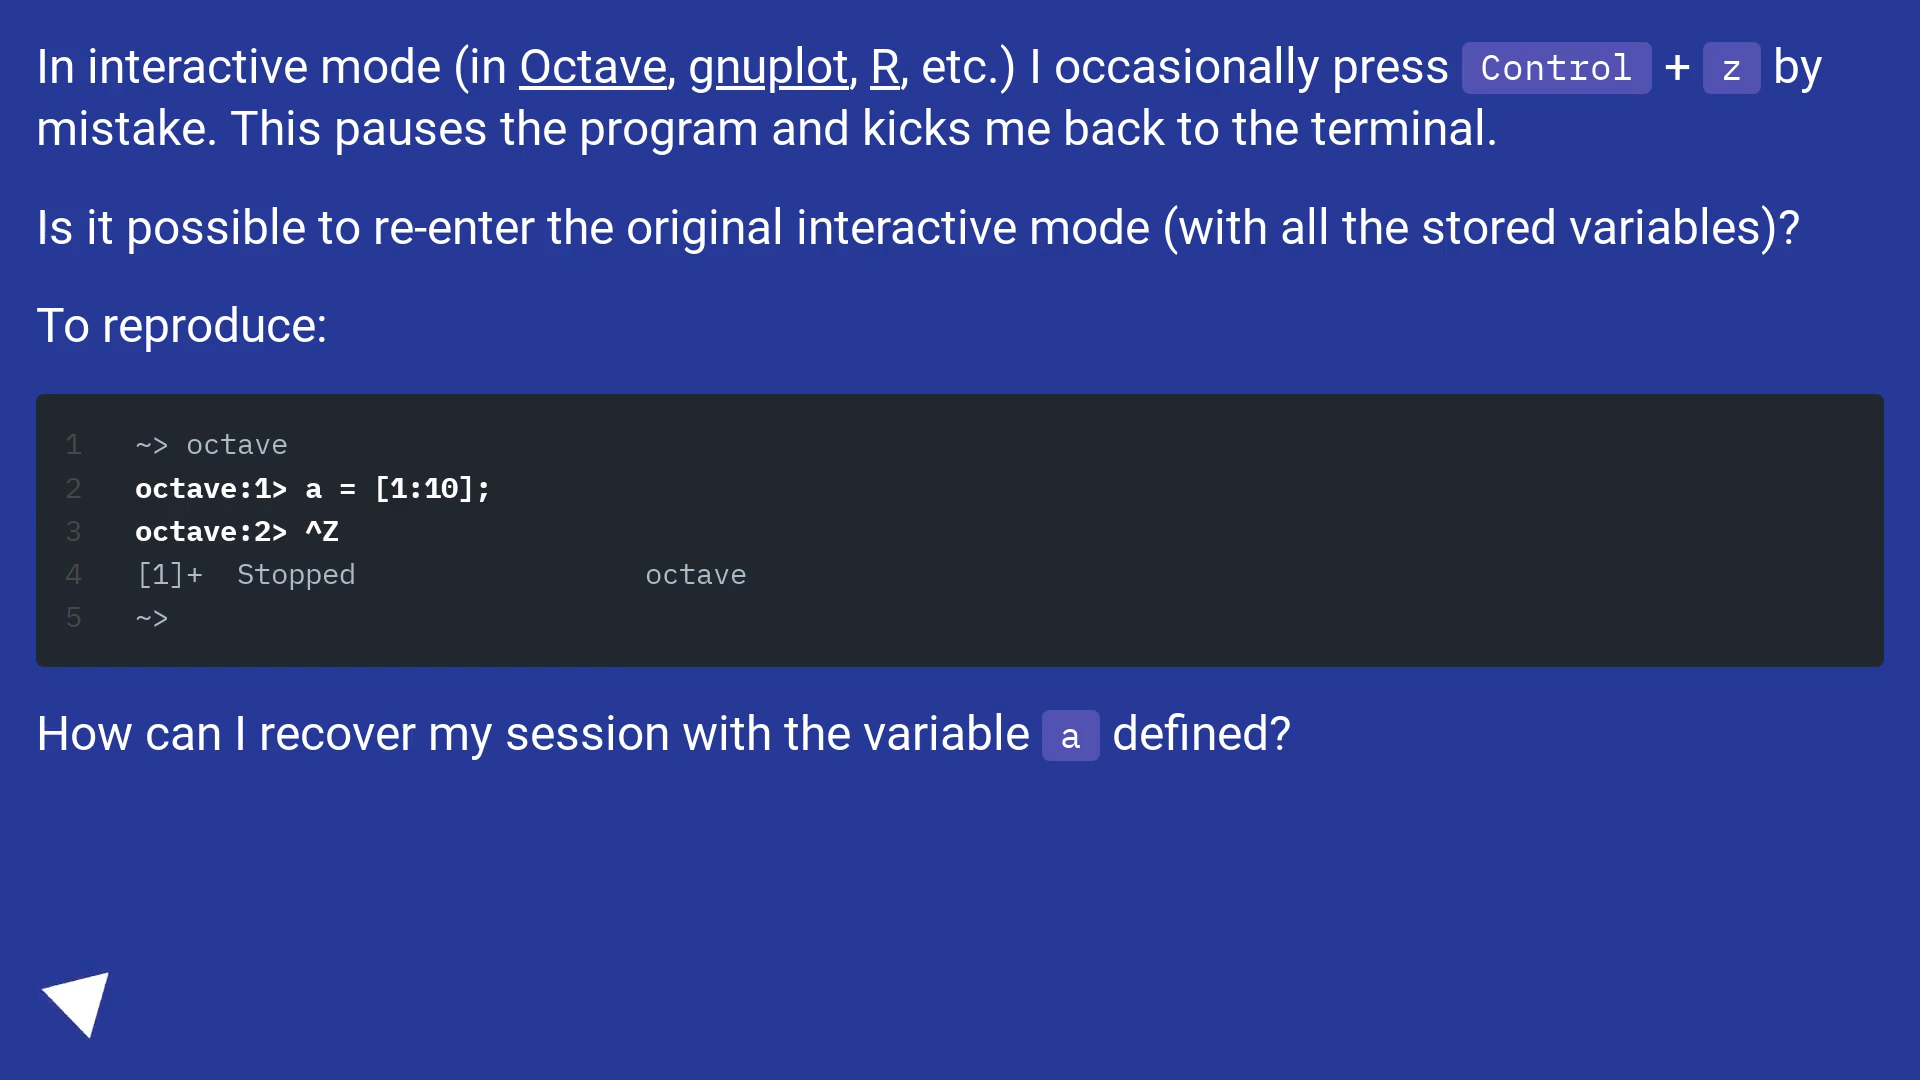 In interactive mode (in Octave, gnuplot, R, etc.) I occasionally press Control + z by
mistake. This pauses the program and kicks me back to the terminal.
Is it possible to re-enter the original interactive mode (with all the stored variables)?
To reproduce:
1 ~> octave
2 octave:1> a = [1:10];
3 octave:2> ^Z
4 [1]+  Stopped                 octave
5 ~>
How can I recover my session with the variable a defined?